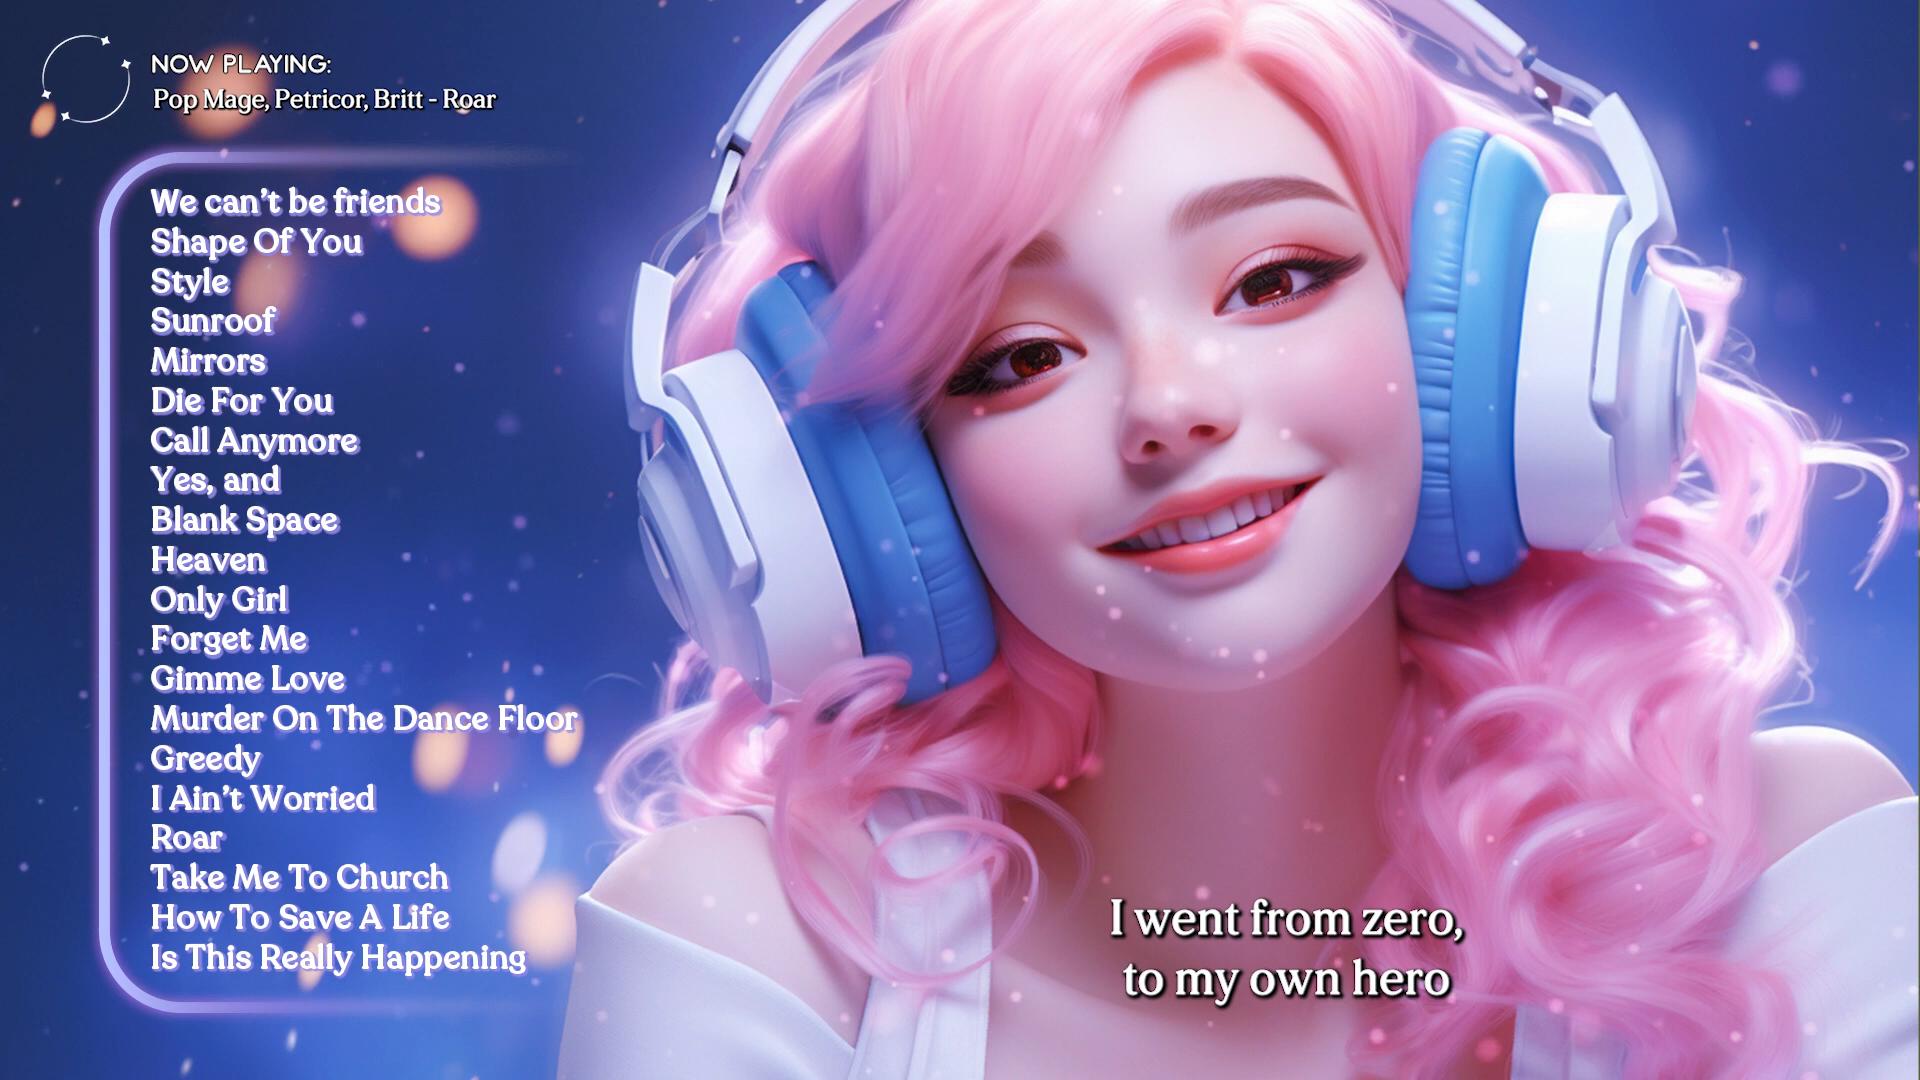 NOW PLAYING:
Pop Mage, Petricor, Britt - Roar
We can't be friends
Shape Of You
Style
Sunroof
Mirrors
Die For You
Call Anymore
Yes, and
Blank Space
Heaven
Only Girl
Forget Me
Gimme Love
Murder On The Dance Floor
Greedy
I Ain't Worried
Roar
Take Me To Church
How To Save A Life
Is This Really Happening
I went from zero,
to my own hero